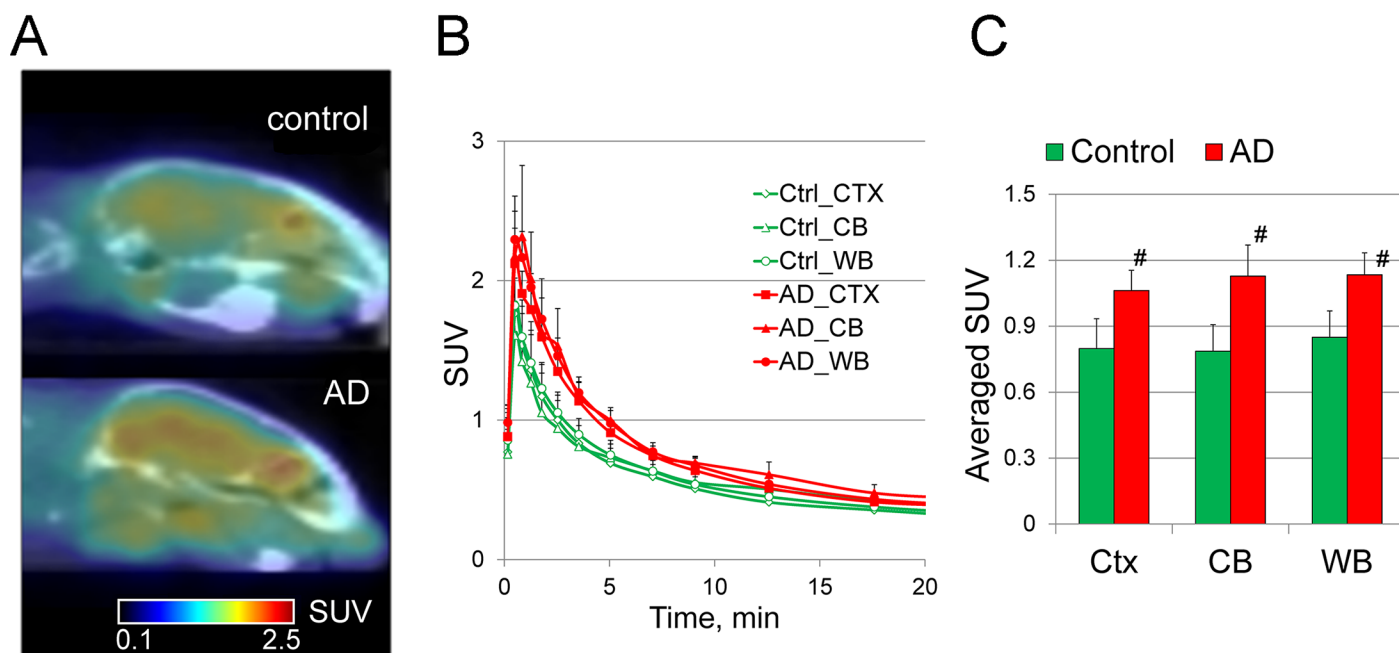 A
control
AD
SUV
0.1 2.5
B
3
2
1
0
SUV
0 5 10 15 20
Time, min
Ctrl_CTX
Ctrl_CB
Ctrl_WB
AD_CTX
AD_CB
AD_WB
C
Control AD
1.5
1.2
0.9
0.6
0.3
0
Averaged SUV
# # #
Ctx CB WB